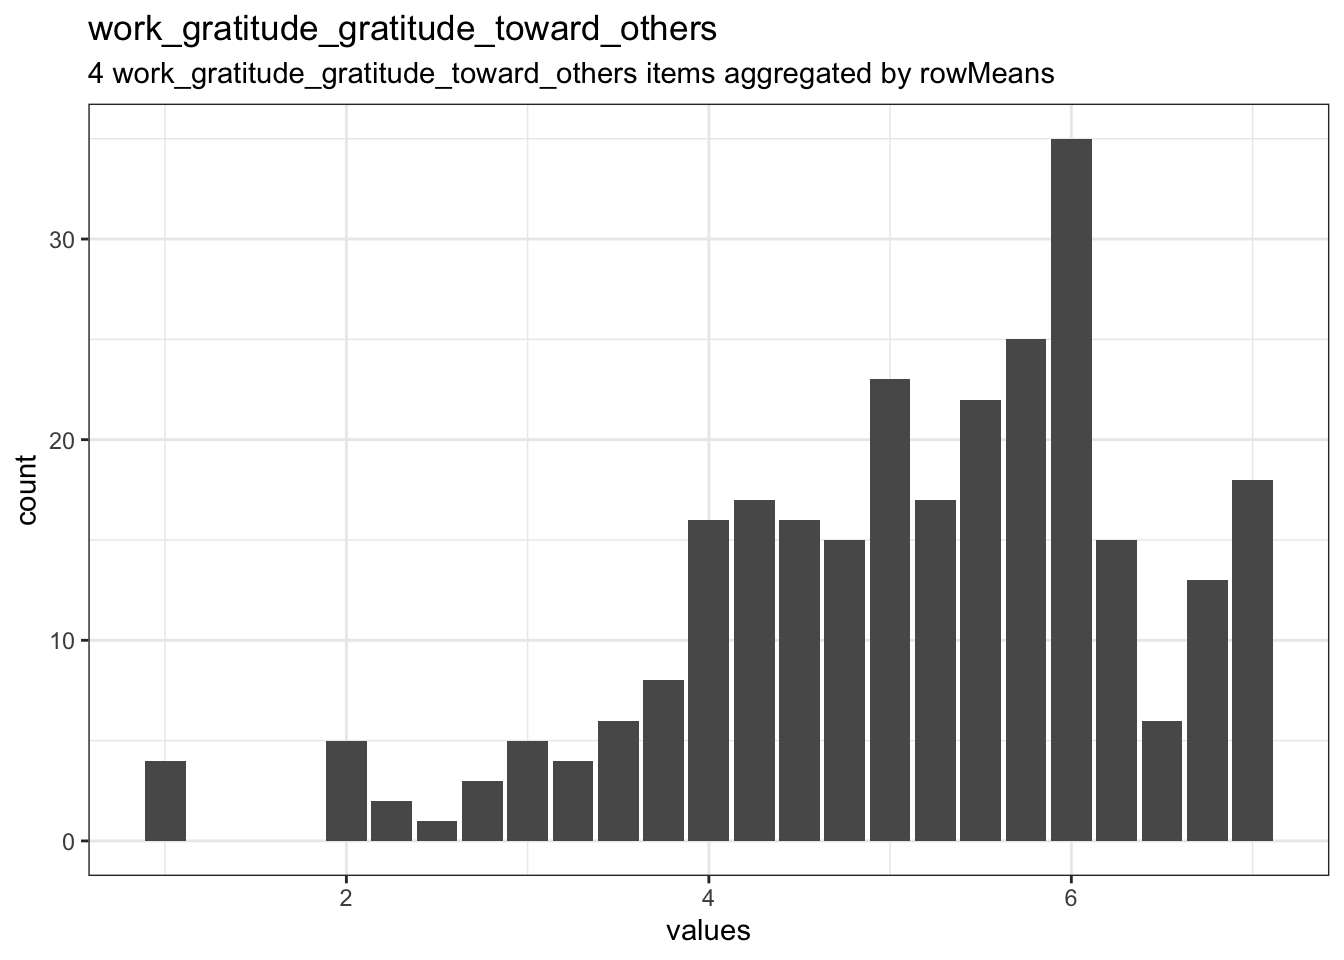 work_gratitude_gratitude_toward_others
4 work_gratitude_gratitude_toward_others items aggregated by rowMeans
30
20
10
0
count
2 4 6
values